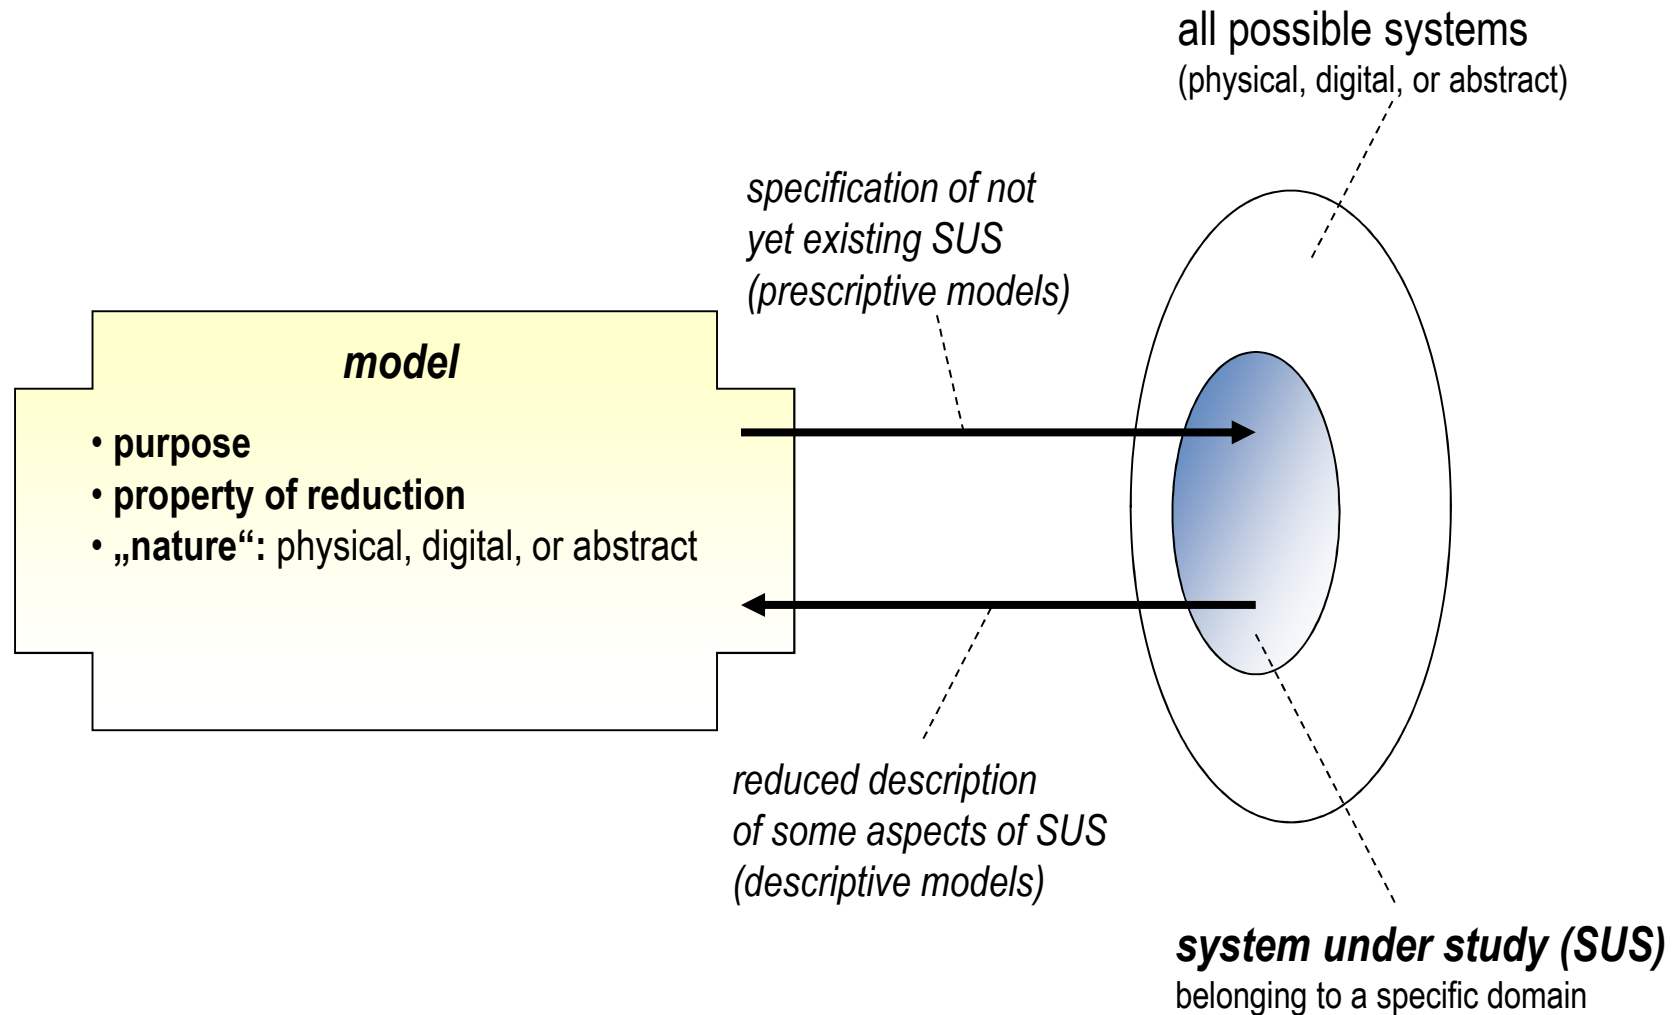 all possible systems
(physical, digital, or abstract)
specification of not
yet existing SUS
(prescriptive models)
model
• purpose
• property of reduction
• „nature“: physical, digital, or abstract
reduced description
of some aspects of SUS
(descriptive models)
system under study (SUS)
belonging to a specific domain